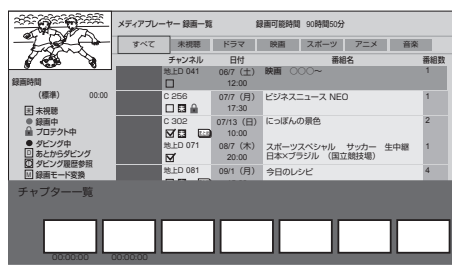 メディアプレーヤー 録画一覧 録画可能時間 90時間50分
すべて 未視聴 ドラマ 映画 スポーツ アニメ 音楽
チャンネル 日付 番組名 番組数
地上D 041 06/7 (土) 映画 ○○○～ 1
12:00
C 256 07/7 (月) ビジネスニュース NEO 1
17:30
C 302 07/13 (日) にっぽんの景色 2
10:00
地上D 071 08/7 (木) スポーツスペシャル サッカー 生中継 1
20:00 日本×ブラジル (国立競技場)
地上D 081 09/1 (月) 今日のレシピ 4
録画時間
(標準) 00:00
未視聴
録画中
プロテクト中
ダビング中
D あとからダビング
ダビング履歴参照
M 録画モード変換
チャプター一覧
00:00:00 00:00:00